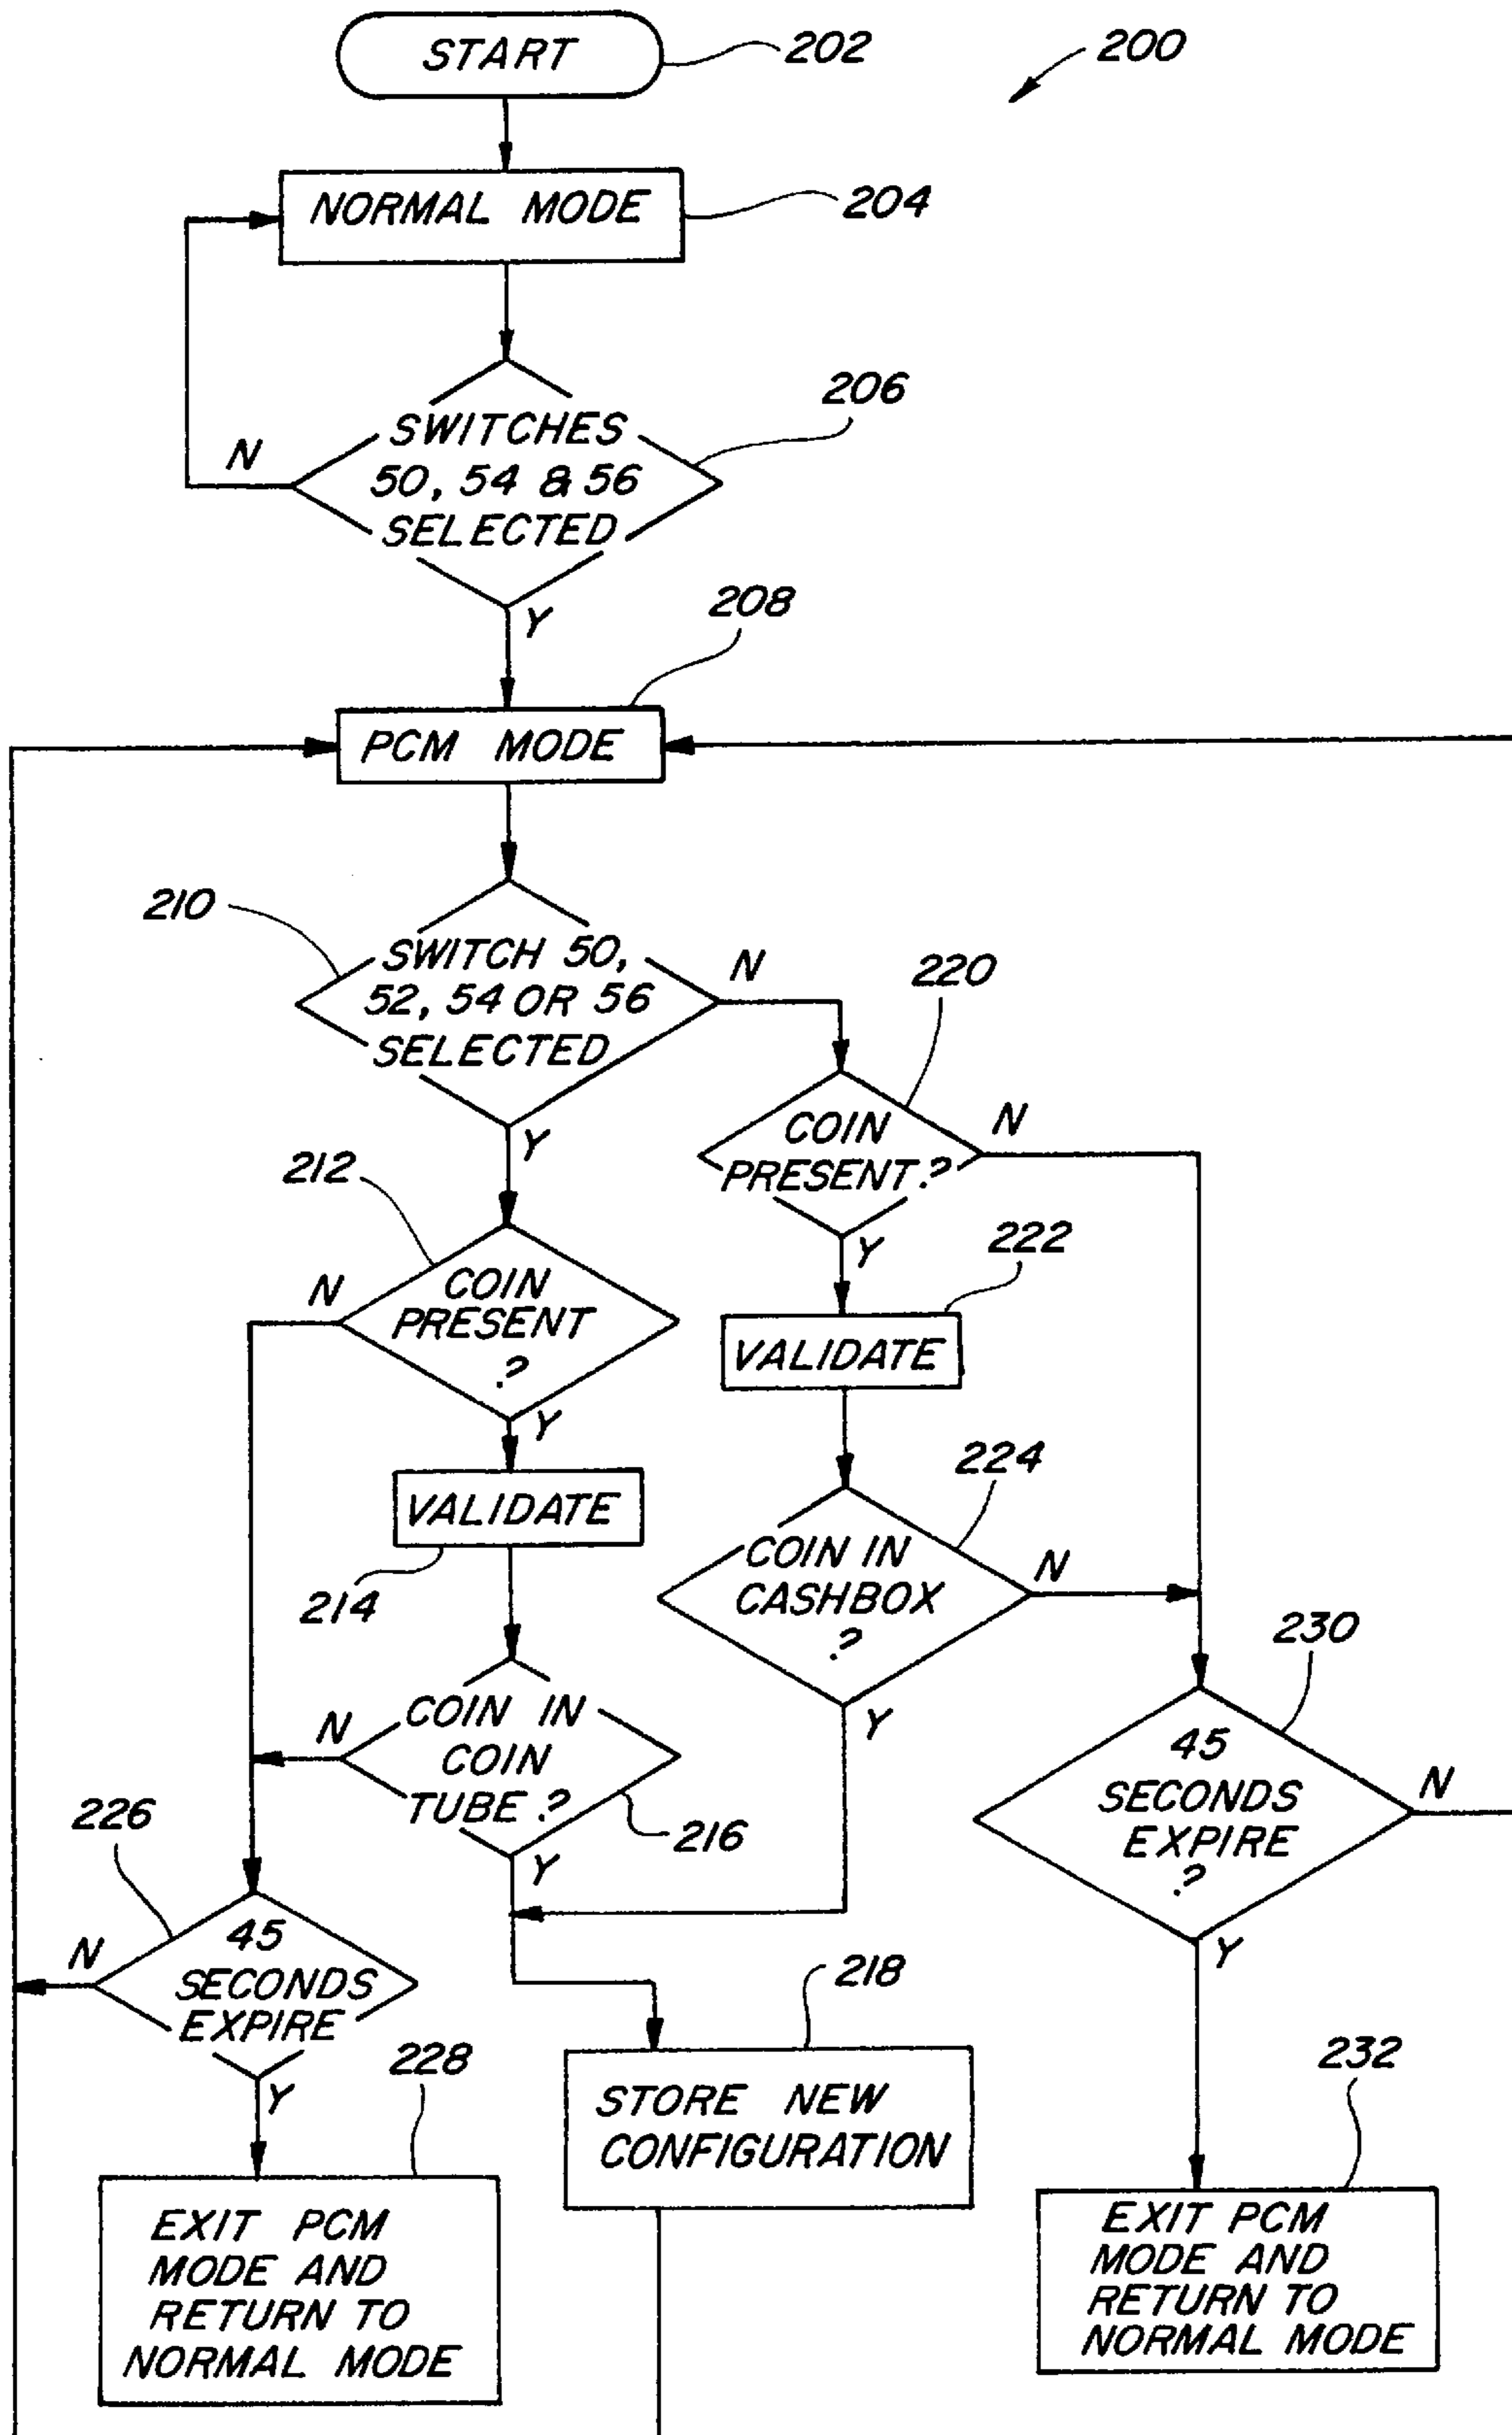 START
202
200
NORMAL MODE
204
206
N
SWITCHES
50, 54 & 56
SELECTED
Y
208
PCM MODE
210
SWITCH 50,
52, 54 OR 56
SELECTED
N
220
Y
COIN
PRESENT?
N
212
Y
222
N
COIN
PRESENT
?
VALIDATE
Y
224
VALIDATE
COIN IN
CASHBOX
?
N
214
230
N
COIN IN
COIN
TUBE?
Y
45
SECONDS
EXPIRE
?
N
216
226
Y
N
45
SECONDS
EXPIRE
Y
218
Y
228
232
STORE NEW
CONFIGURATION
EXIT PCM
MODE AND
RETURN TO
NORMAL MODE
EXIT PCM
MODE AND
RETURN TO
NORMAL MODE